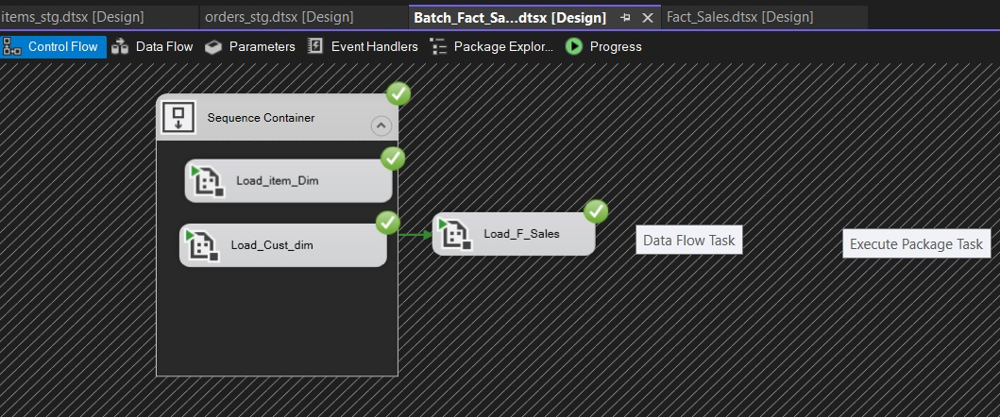 items_stg.dtsx [Design]
orders_stg.dtsx [Design]
Batch_Fact_Sa...dtsx [Design]
Fact_Sales.dtsx [Design]
Control Flow
Data Flow
Parameters
Event Handlers
Package Explor...
Progress
Sequence Container
Load_item_Dim
Load_Cust_dim
Load_F_Sales
Data Flow Task
Execute Package Task